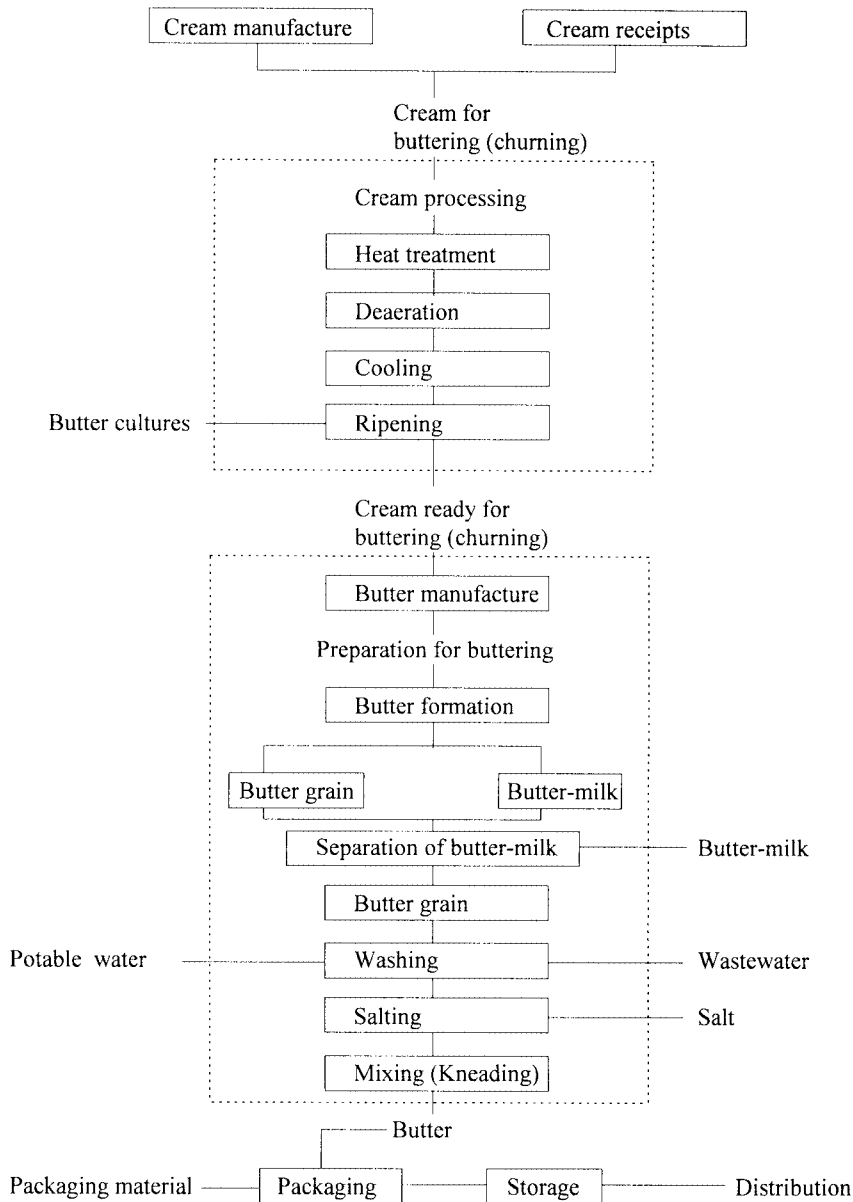 Cream manufacture
Cream receipts
Cream for
buttering (churning)
Cream processing
Heat treatment
Deaeration
Cooling
Butter cultures
Ripening
Cream ready for
buttering (churning)
Butter manufacture
Preparation for buttering
Butter formation
Butter grain
Butter-milk
Separation of butter-milk
Butter-milk
Butter grain
Potable water
Washing
Wastewater
Salting
Salt
Mixing (Kneading)
Butter
Packaging material
Packaging
Storage
Distribution